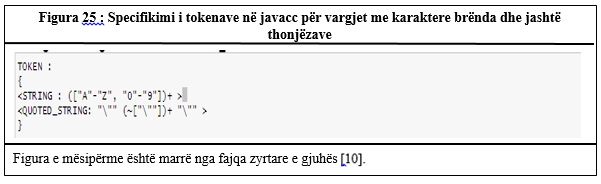 Figura 25 : Specifikimi i tokenave në javacc për vargjet me karaktere brënda dhe jashtë
thonjëzave
TOKEN :
{
<STRING : (["A"-"Z", "0"-"9"])+ >
<QUOTED_STRING: "\"" (~["\""])+ "\"" >
}
Figura e mësipërme është marrë nga fajqa zyrtare e gjuhës [10].